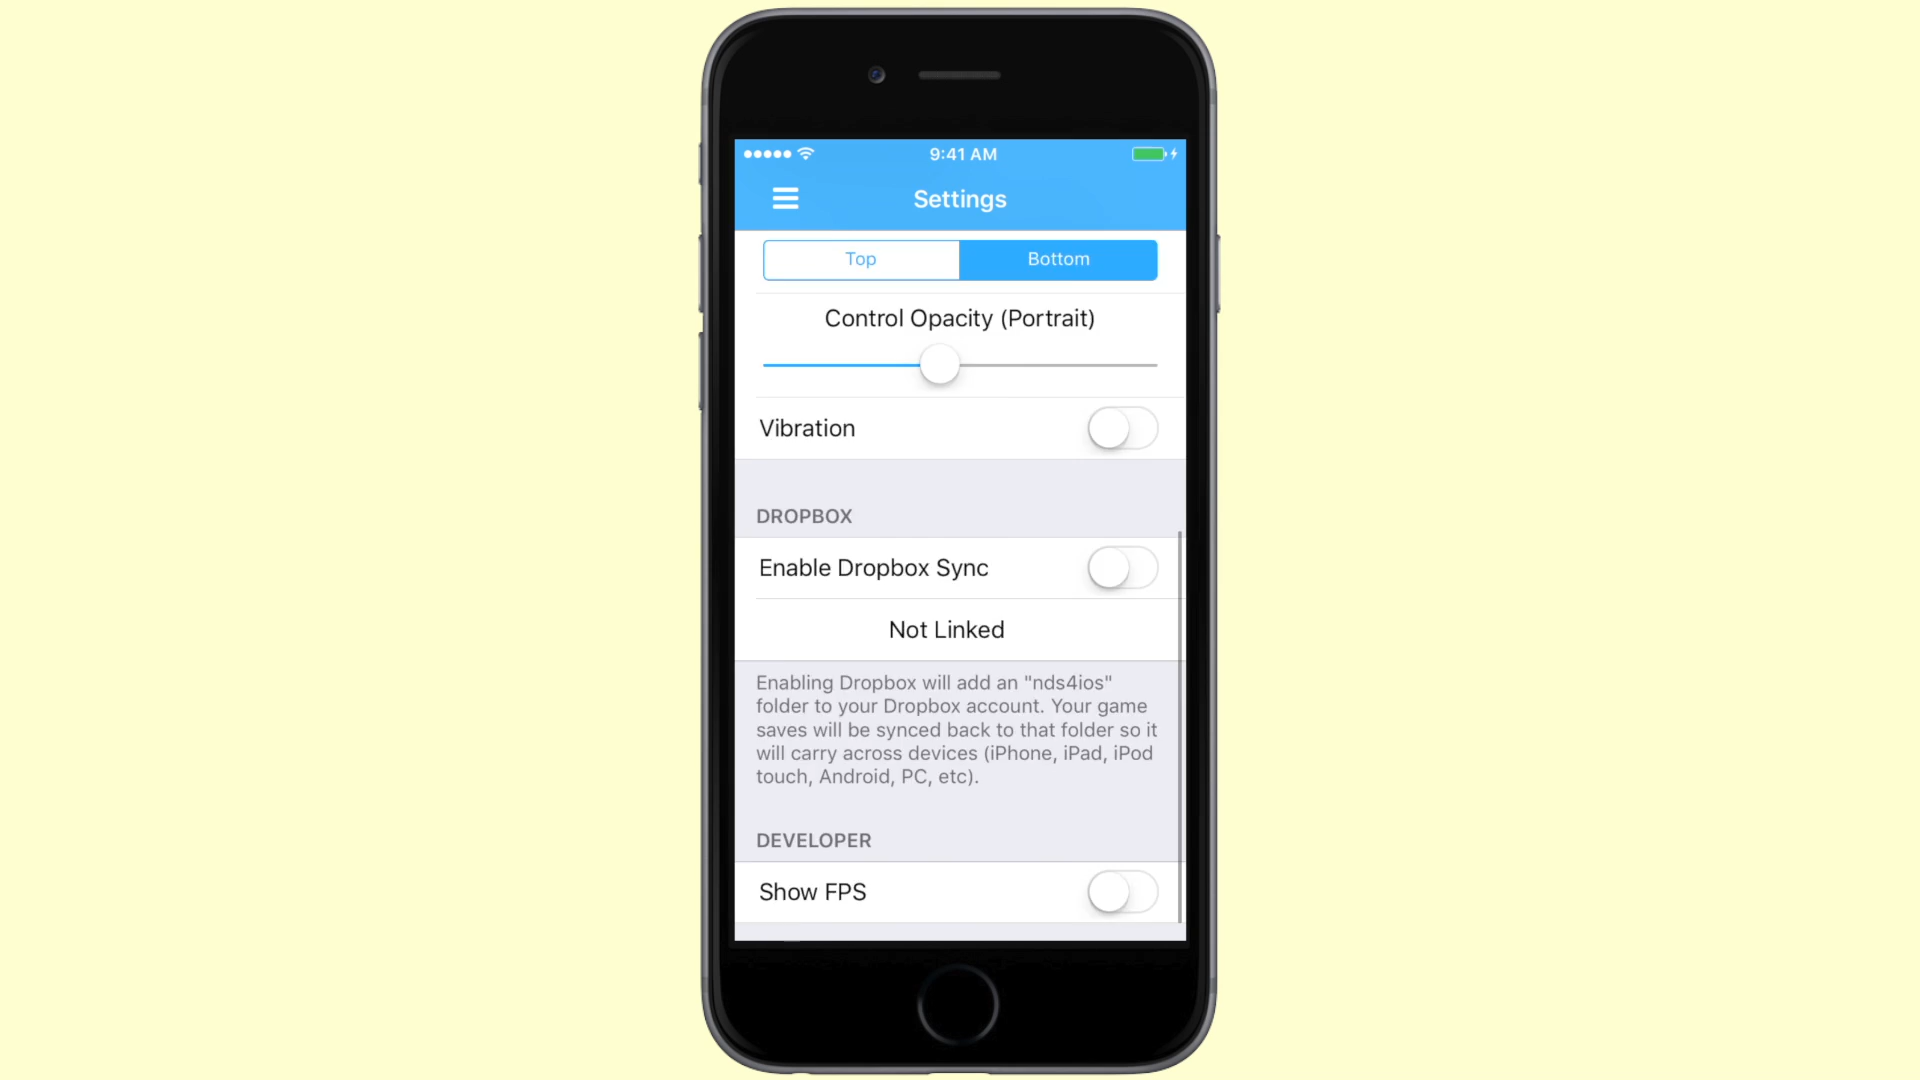 9:41 AM
Settings
Top
Bottom
Control Opacity (Portrait)
Vibration
DROPBOX
Enable Dropbox Sync
Not Linked
Enabling Dropbox will add an "nds4ios"
folder to your Dropbox account. Your game
saves will be synced back to that folder so it
will carry across devices (iPhone, iPad, iPod
touch, Android, PC, etc).
DEVELOPER
Show FPS